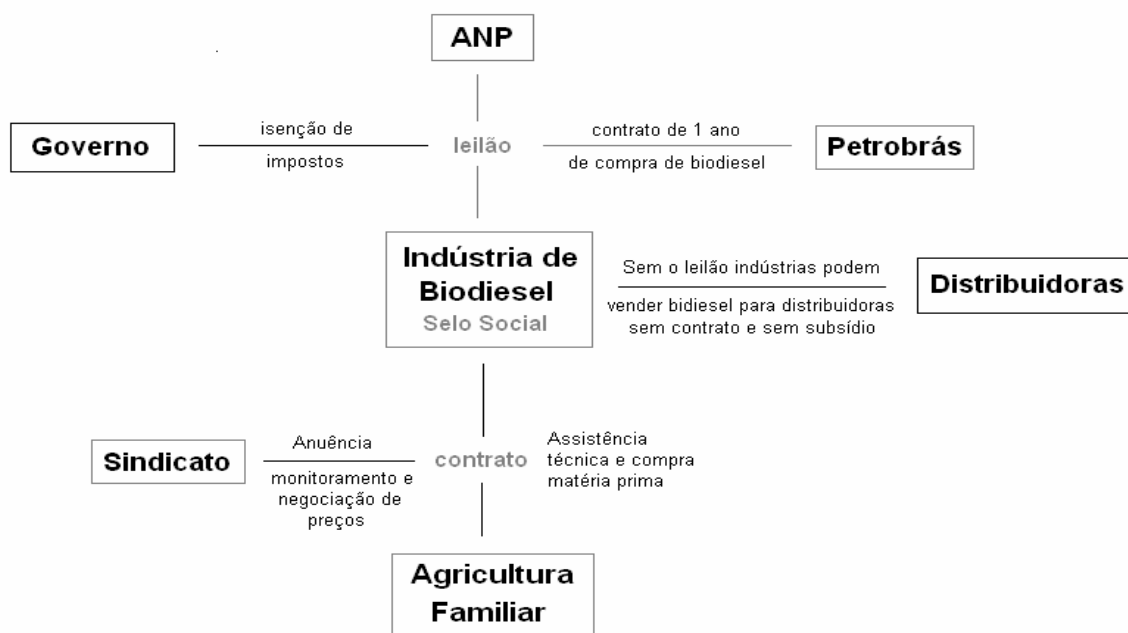 ANP
Governo
isenção de
impostos
leilão
contrato de 1 ano
de compra de biodiesel
Petrobrás
Indústria de
Biodiesel
Selo Social
Sem o leilão indústrias podem
vender bidiesel para distribuidoras
sem contrato e sem subsídio
Distribuidoras
Sindicato
Anuência
monitoramento e
negociação de
preços
contrato
Assistência
técnica e compra
matéria prima
Agricultura
Familiar